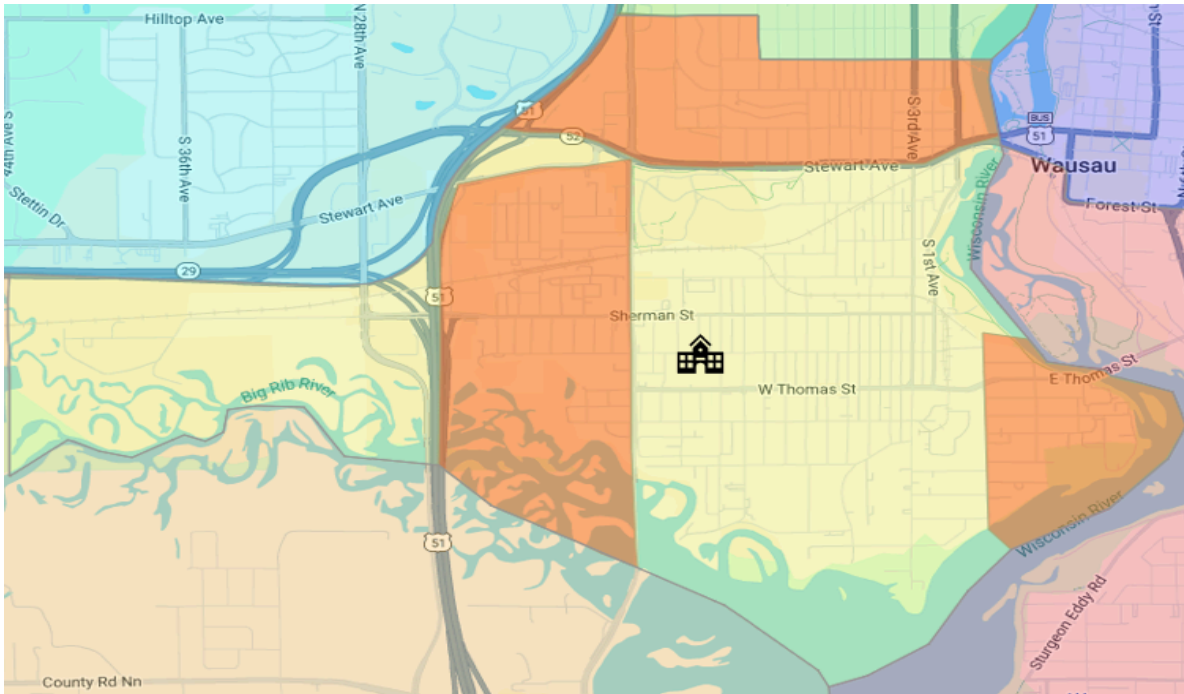 Hilltop Ave
N 28th Ave
44th Ave S
S 36th Ave
Stettin Dr
Stewart Ave
29
51
51
52
Stewart Ave
S 3rd Ave
BUS
51
Wausau
Forest St
Wisconsin River
S 1st Ave
Sherman St
W Thomas St
E Thomas St
Big Rib River
51
Wisconsin River
Sturgeon Eddy Rd
County Rd Nn